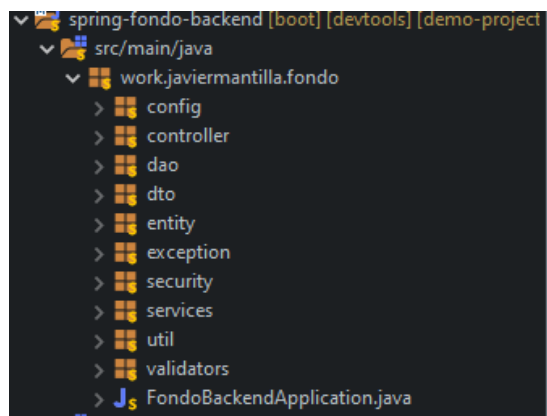 spring-fondo-backend [boot] [devtools] [demo-project
src/main/java
work.javiermantilla.fondo
config
controller
dao
dto
entity
exception
security
services
util
validators
FondoBackendApplication.java